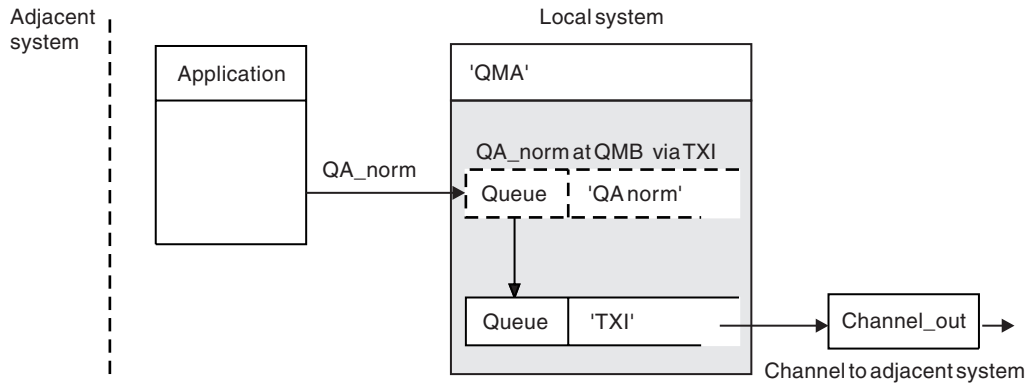 Adjacent
system
Local system
Application
'QMA'
QA_norm at QMB via TXI
QA_norm
Queue
'QA norm'
Queue
'TXI'
Channel_out
Channel to adjacent system